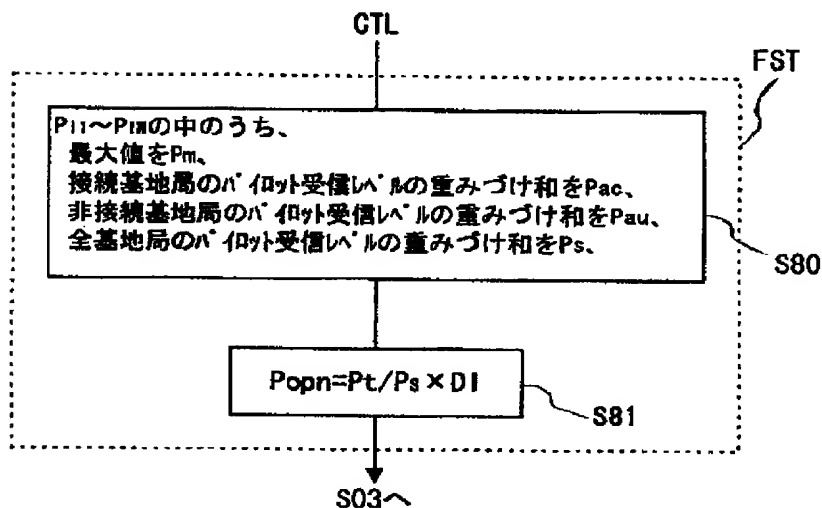 CTL
FST
Pi1～PiMの中のうち、
最大値をPm、
接続基地局のパイロット受信レベルの重みづけ和をPac、
非接続基地局のパイロット受信レベルの重みづけ和をPau、
全基地局のパイロット受信レベルの重みづけ和をPs、
S80
Popn=Pt/Ps×DI
S81
S03へ